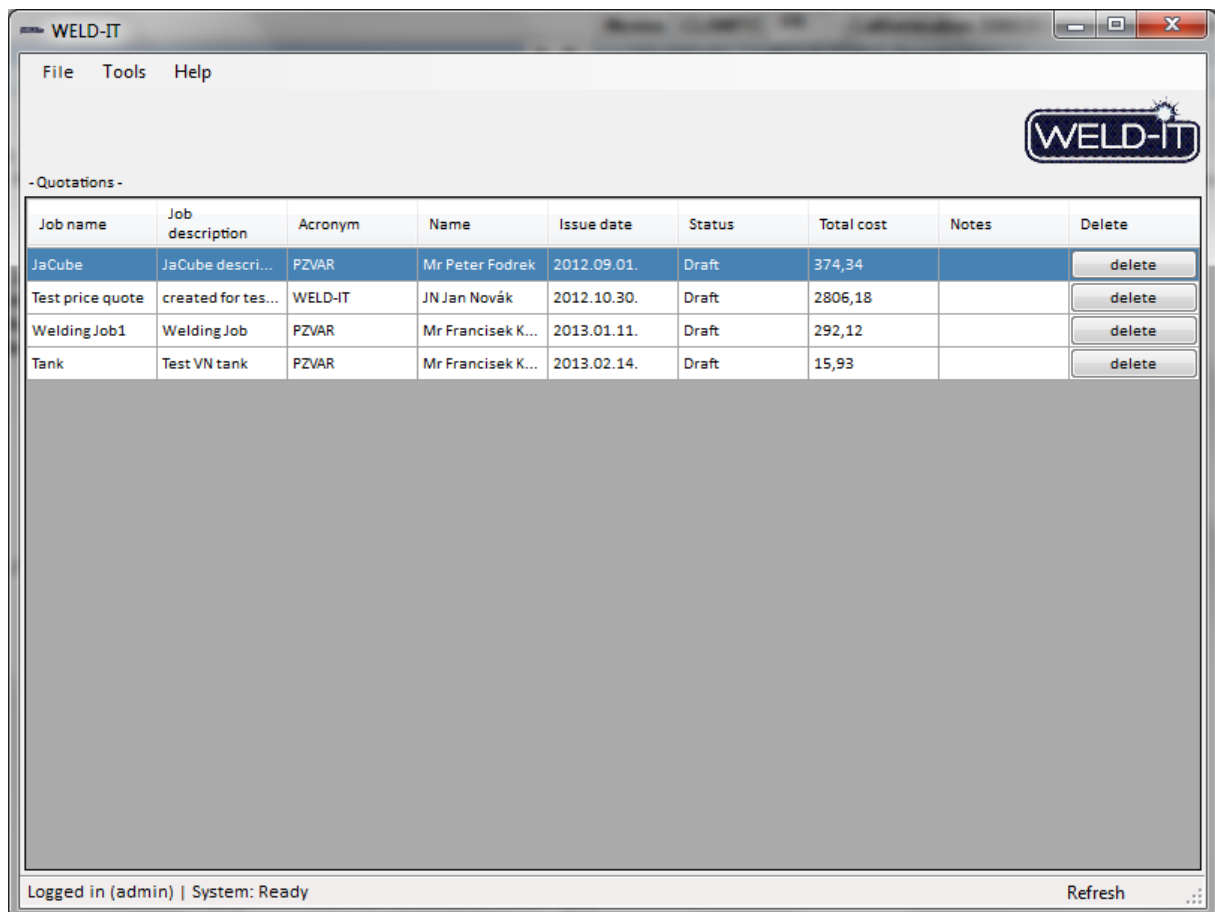 WELD-IT
File Tools Help
WELD-IT
- Quotations -
Job name Job description Acronym Name Issue date Status Total cost Notes Delete
JaCube JaCube descri... PZVAR Mr Peter Fodrek 2012.09.01. Draft 374,34 delete
Test price quote created for tes... WELD-IT JN Jan Novák 2012.10.30. Draft 2806,18 delete
Welding Job1 Welding Job PZVAR Mr Francisek K... 2013.01.11. Draft 292,12 delete
Tank Test VN tank PZVAR Mr Francisek K... 2013.02.14. Draft 15,93 delete
Logged in (admin) | System: Ready Refresh